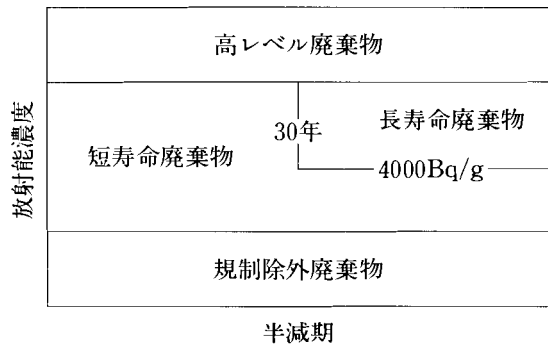 高レベル廃棄物
30年
長寿命廃棄物
短寿命廃棄物
4000Bq/g
放射能濃度
規制除外廃棄物
半減期